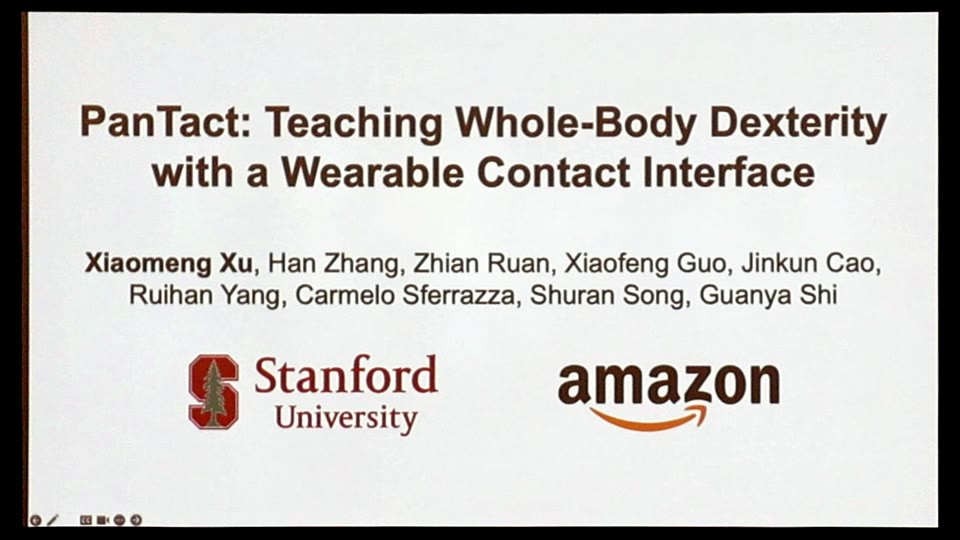 PanTact: Teaching Whole-Body Dexterity
with a Wearable Contact Interface
Xiaomeng Xu, Han Zhang, Zhian Ruan, Xiaofeng Guo, Jinkun Cao,
Ruihan Yang, Carmelo Sferrazza, Shuran Song, Guanya Shi
Stanford
University
amazon